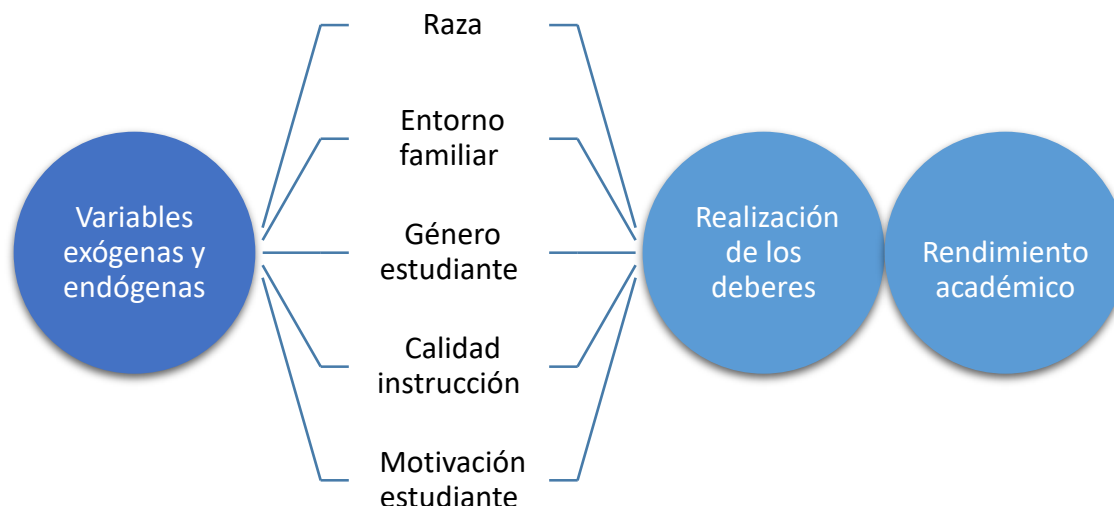 Variables
exógenas y
endógenas
Raza
Entorno
familiar
Género
estudiante
Calidad
instrucción
Motivación
estudiante
Realización
de los
deberes
Rendimiento
académico